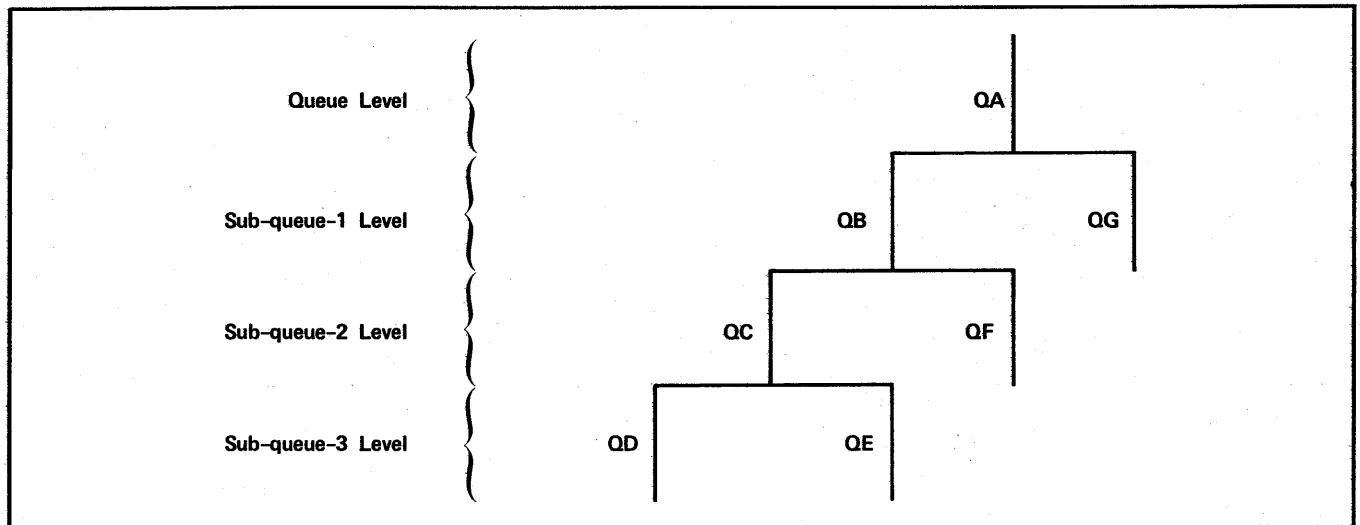 Queue Level QA
Sub-queue-1 Level QB QG
Sub-queue-2 Level QC QF
Sub-queue-3 Level QD QE